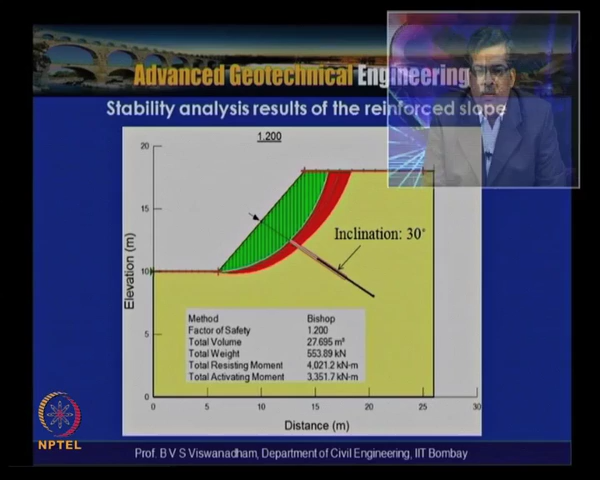 Advanced Geotechnical Engineering
Stability analysis results of the reinforced slope
1.200
20
15
10
5
0
Elevation (m)
Inclination: 30°
Method Bishop
Factor of Safety 1.200
Total Volume 27.695 m³
Total Weight 553.89 kN
Total Resisting Moment 4,021.2 kN-m
Total Activating Moment 3,351.7 kN-m
0 5 10 15 20 25 30
Distance (m)
NPTEL
Prof. B V S Viswanadham, Department of Civil Engineering, IIT Bombay